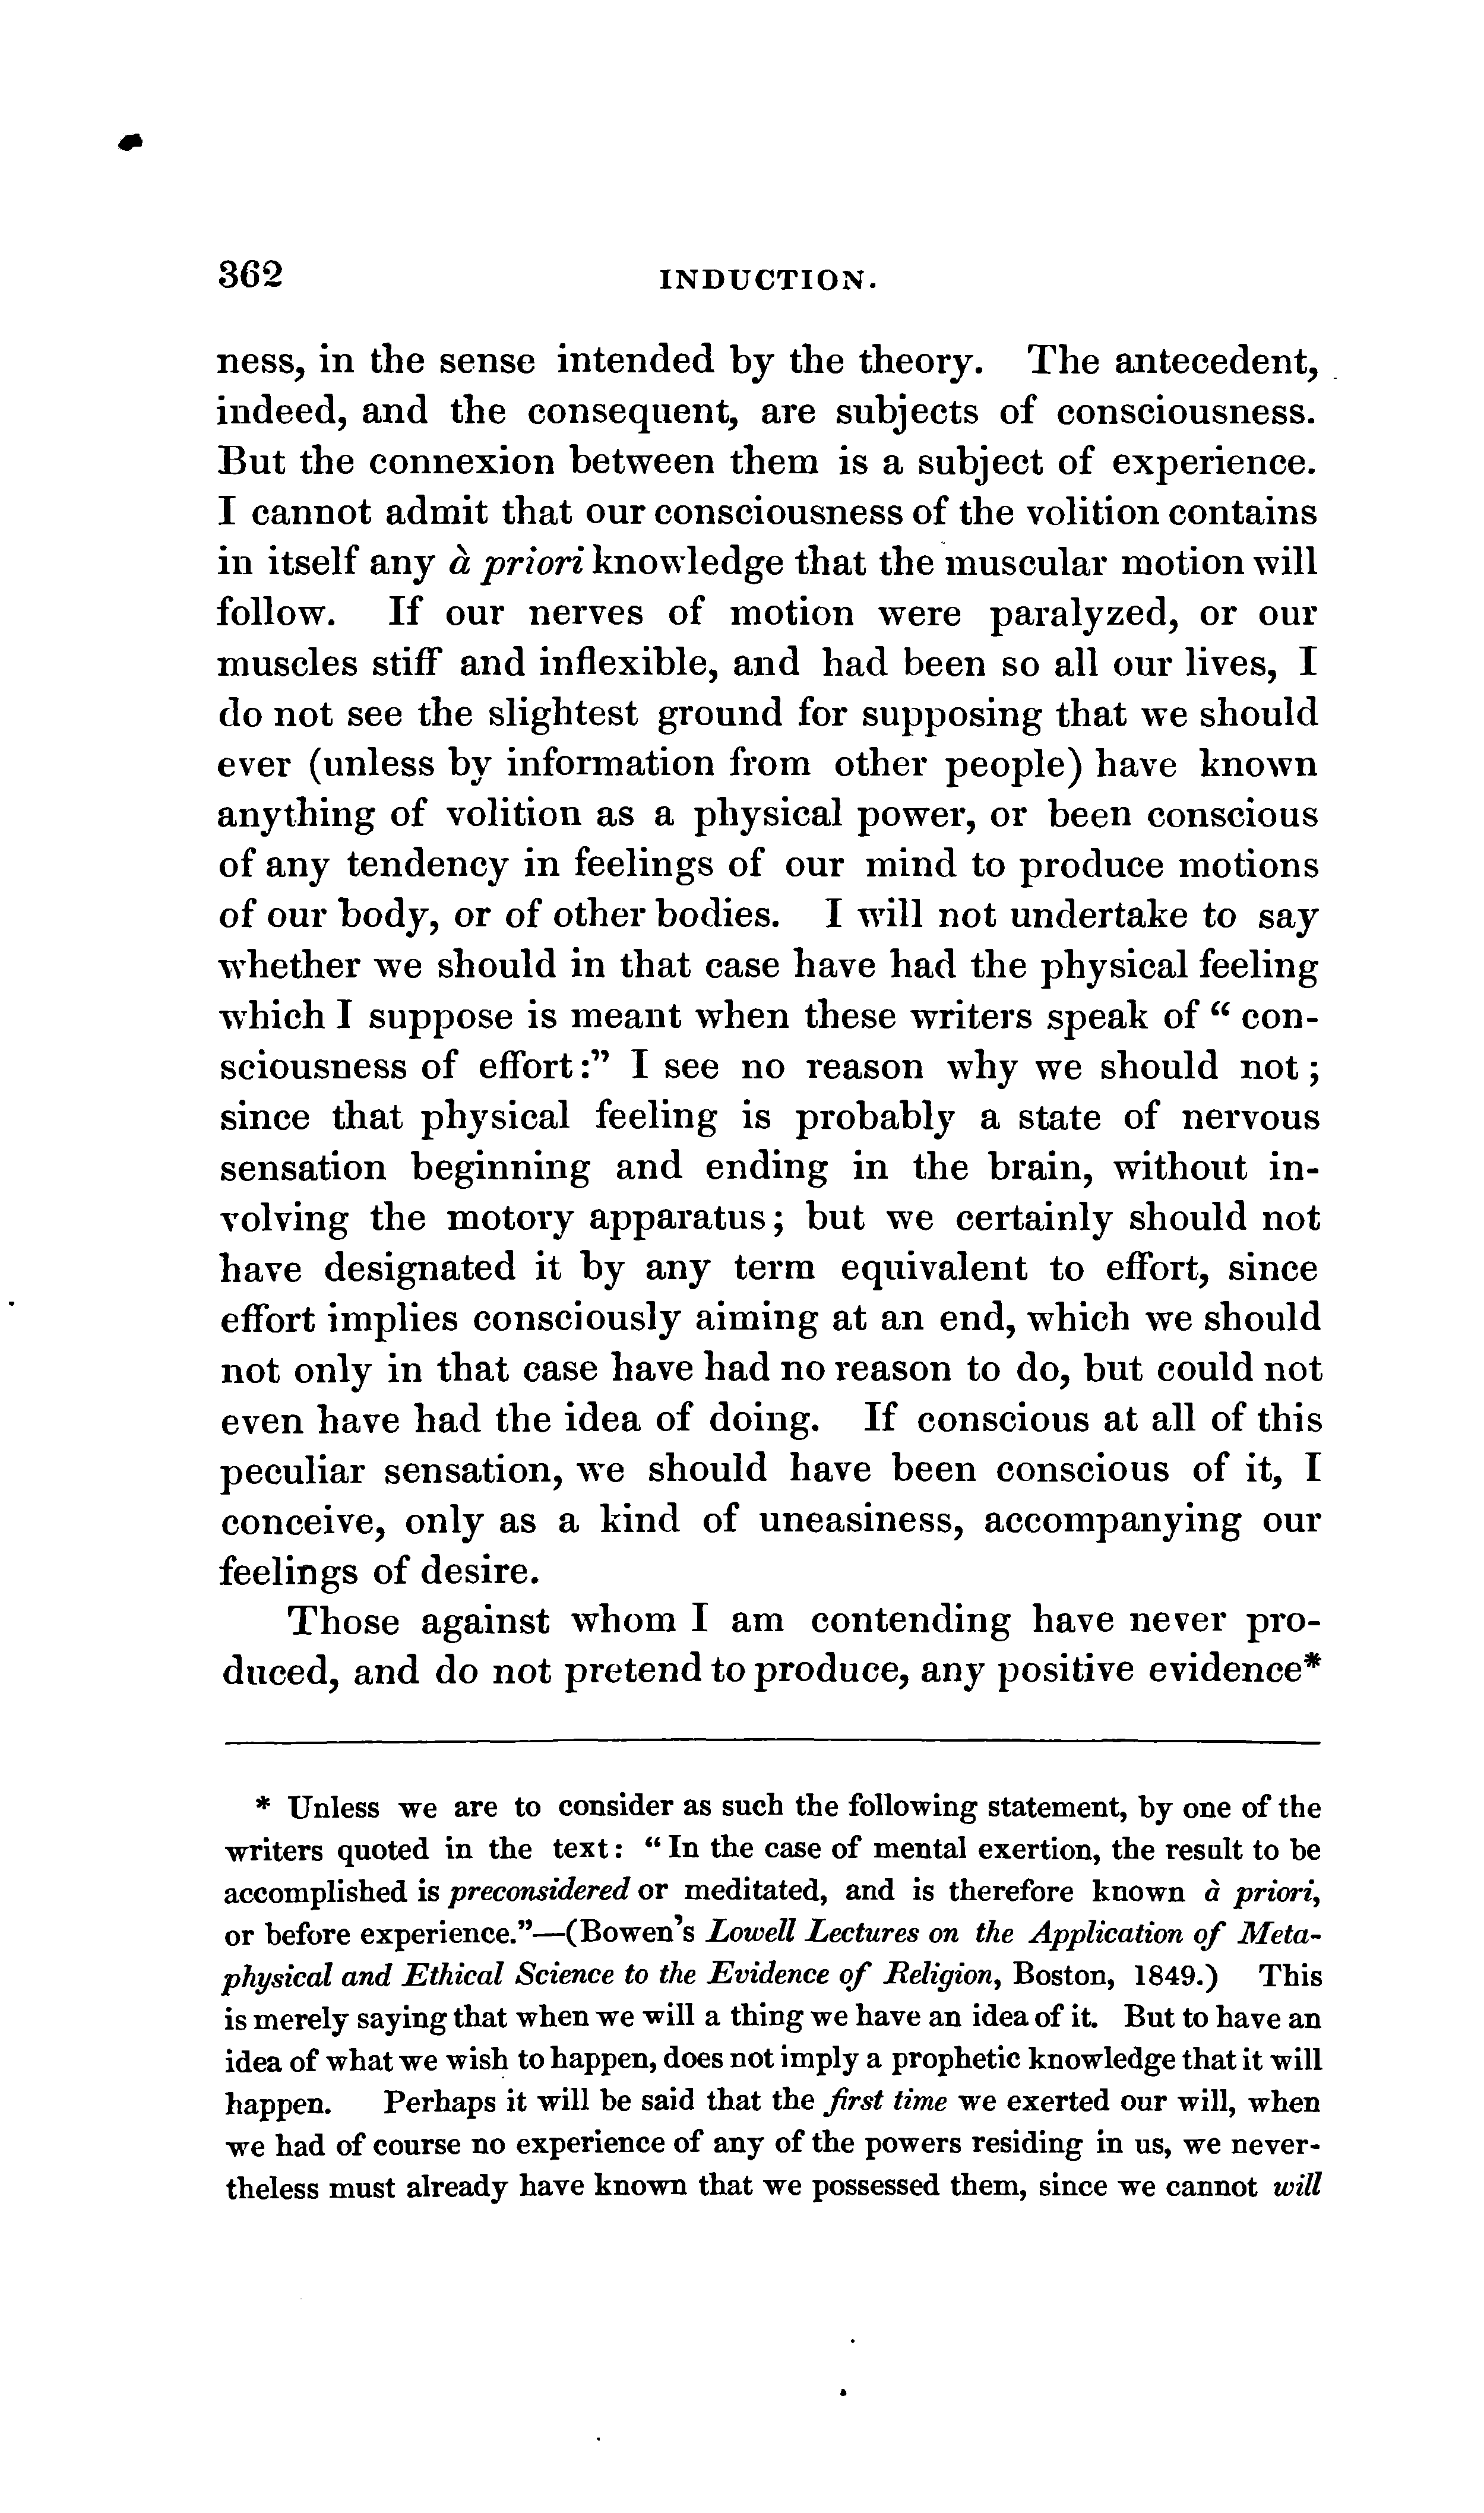 362 INDUCTION.
ness, in the sense intended by the theory. The antecedent,
indeed, and the consequent, are subjects of consciousness.
But the connexion between them is a subject of experience.
I cannot admit that our consciousness of the volition contains
in itself any à priori knowledge that the muscular motion will
follow. If our nerves of motion were paralyzed, or our
muscles stiff and inflexible, and had been so all our lives, I
do not see the slightest ground for supposing that we should
ever (unless by information from other people) have known
anything of volition as a physical power, or been conscious
of any tendency in feelings of our mind to produce motions
of our body, or of other bodies. I will not undertake to say
whether we should in that case have had the physical feeling
which I suppose is meant when these writers speak of “ con-
sciousness of effort :” I see no reason why we should not ;
since that physical feeling is probably a state of nervous
sensation beginning and ending in the brain, without in-
volving the motory apparatus; but we certainly should not
have designated it by any term equivalent to effort, since
effort implies consciously aiming at an end, which we should
not only in that case have had no reason to do, but could not
even have had the idea of doing. If conscious at all of this
peculiar sensation, we should have been conscious of it, I
conceive, only as a kind of uneasiness, accompanying our
feelings of desire.
Those against whom I am contending have never pro-
duced, and do not pretend to produce, any positive evidence*
* Unless we are to consider as such the following statement, by one of the
writers quoted in the text: “ In the case of mental exertion, the result to be
accomplished is preconsidered or meditated, and is therefore known à priori,
or before experience.”—(Bowen's Lowell Lectures on the Application of Meta-
physical and Ethical Science to the Evidence of Religion, Boston, 1849.) This
is merely saying that when we will a thing we have an idea of it. But to have an
idea of what we wish to happen, does not imply a prophetic knowledge that it will
happen. Perhaps it will be said that the first time we exerted our will, when
we had of course no experience of any of the powers residing in us, we never-
theless must already have known that we possessed them, since we cannot will